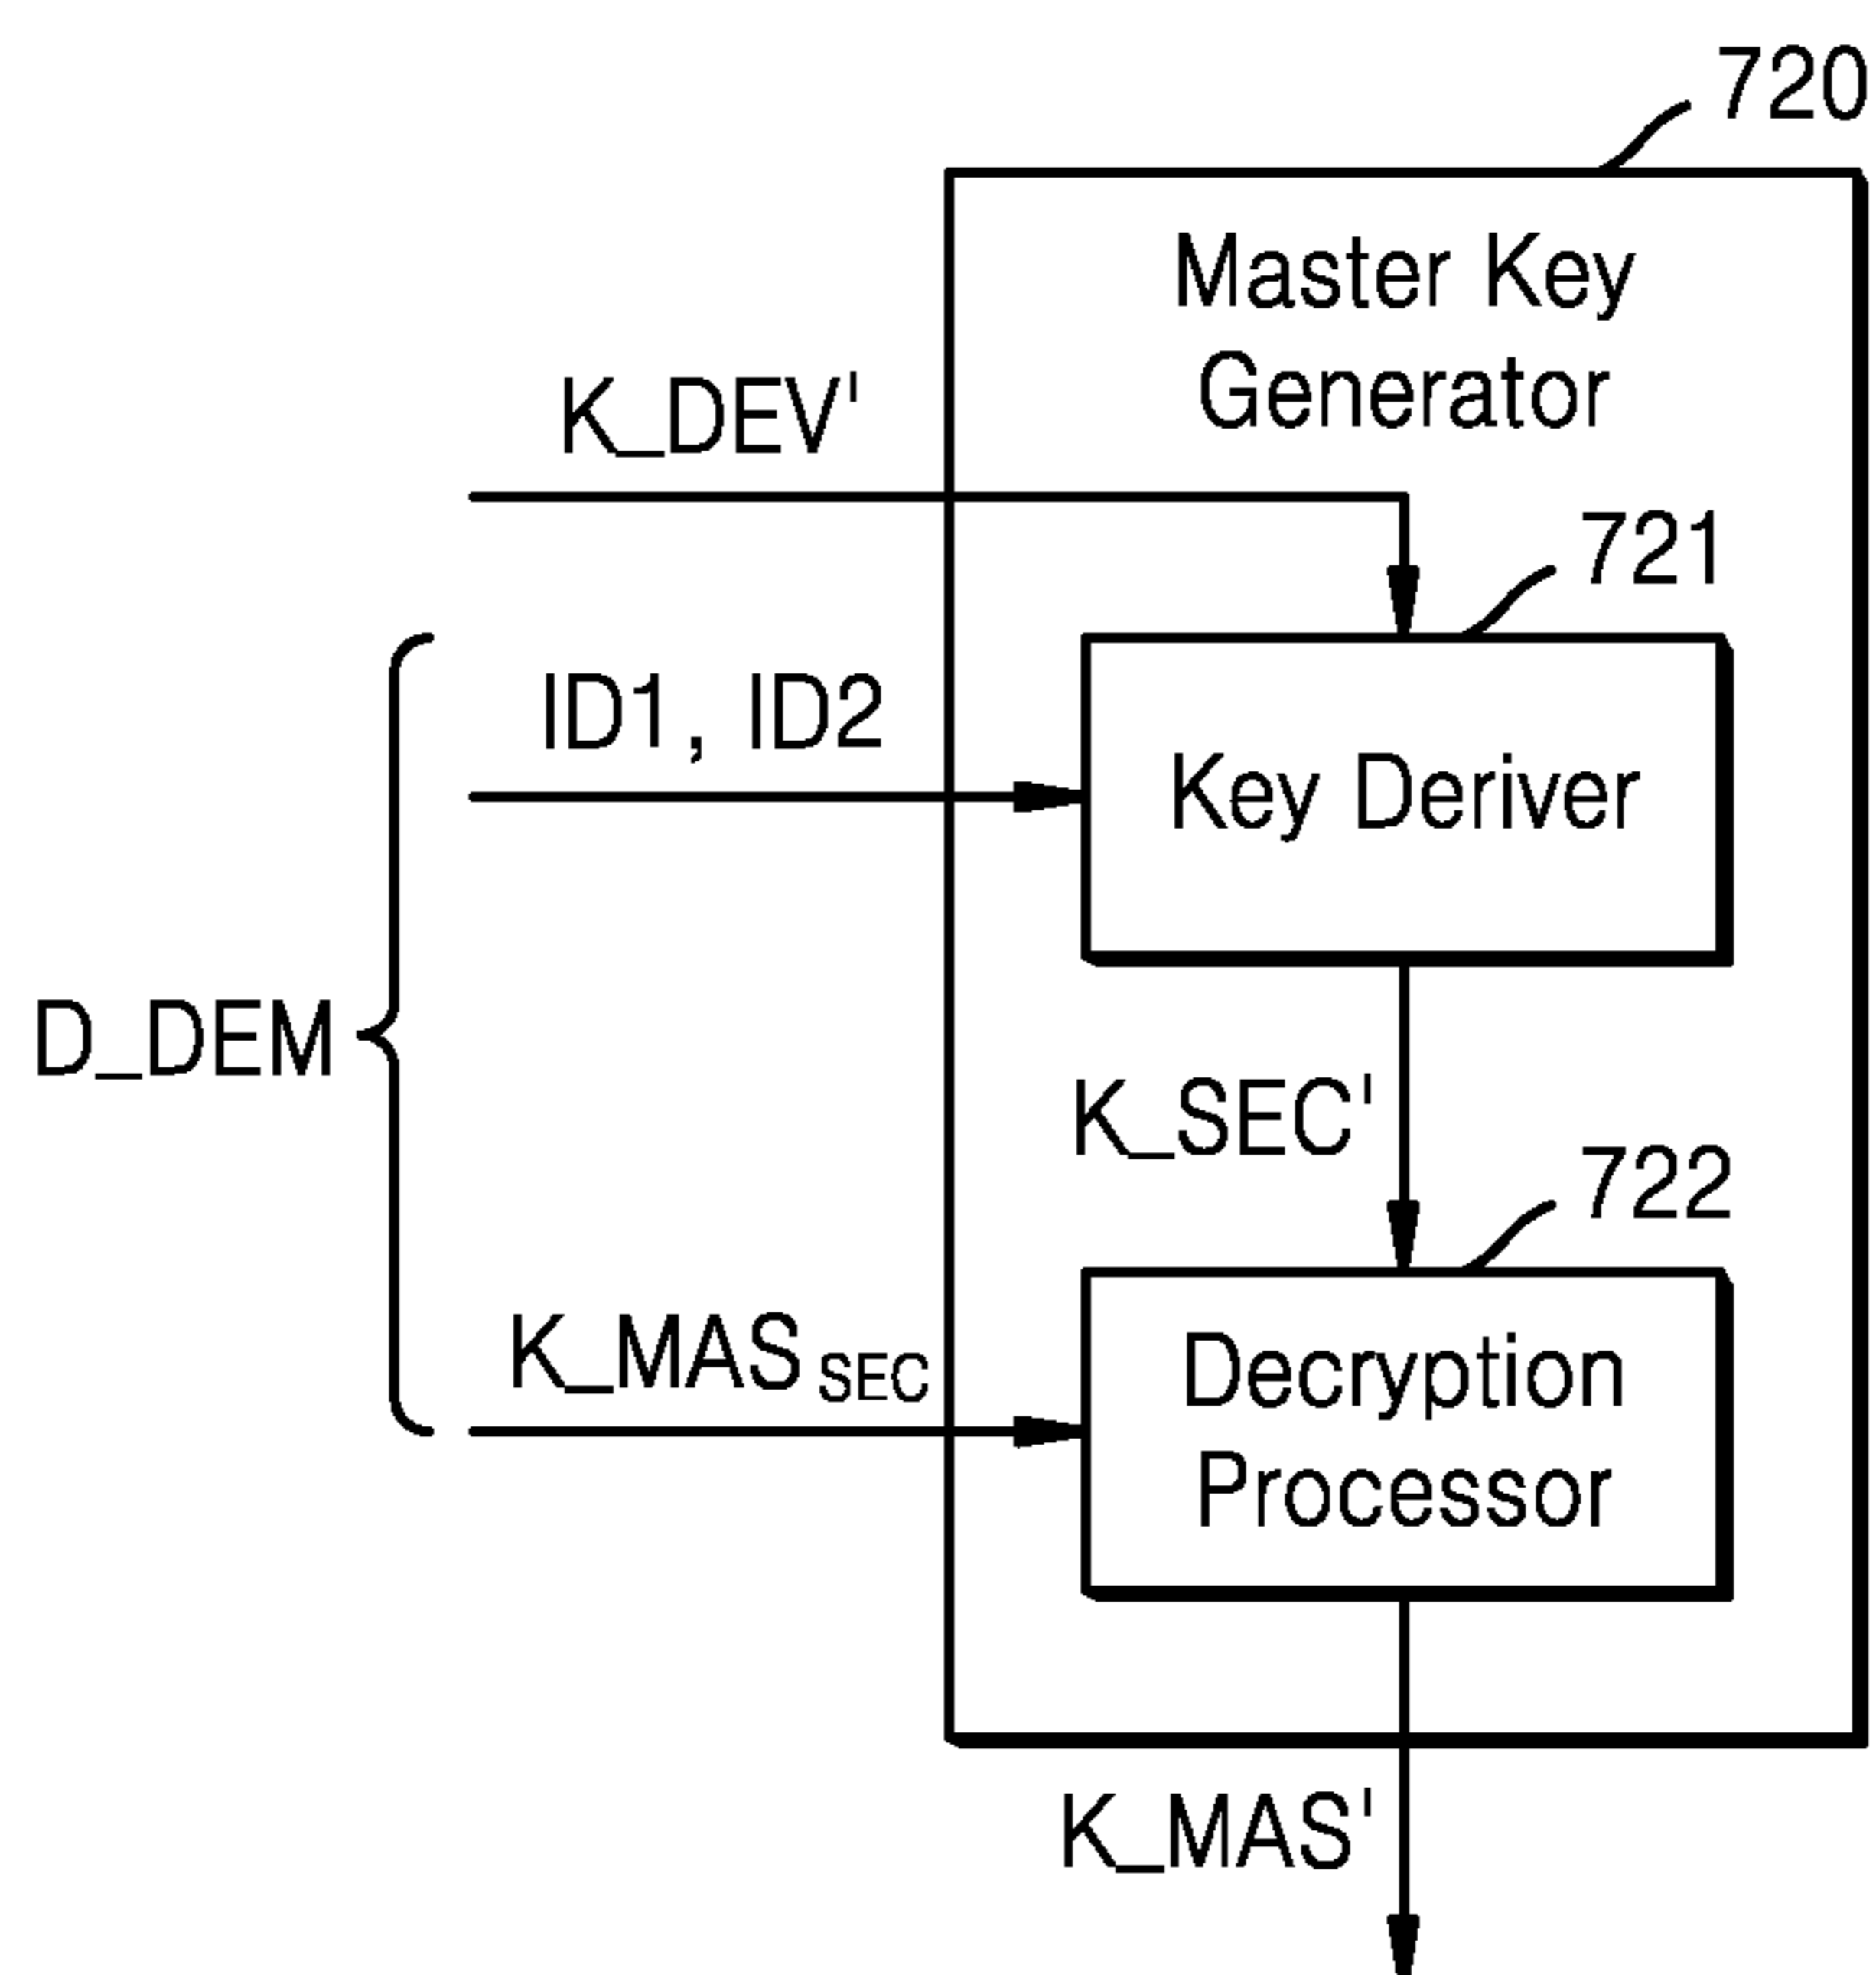 720
Master Key
Generator
K_DEV'
721
ID1, ID2
Key Deriver
D_DEM
K_SEC'
722
K_MAS SEC
Decryption
Processor
K_MAS'